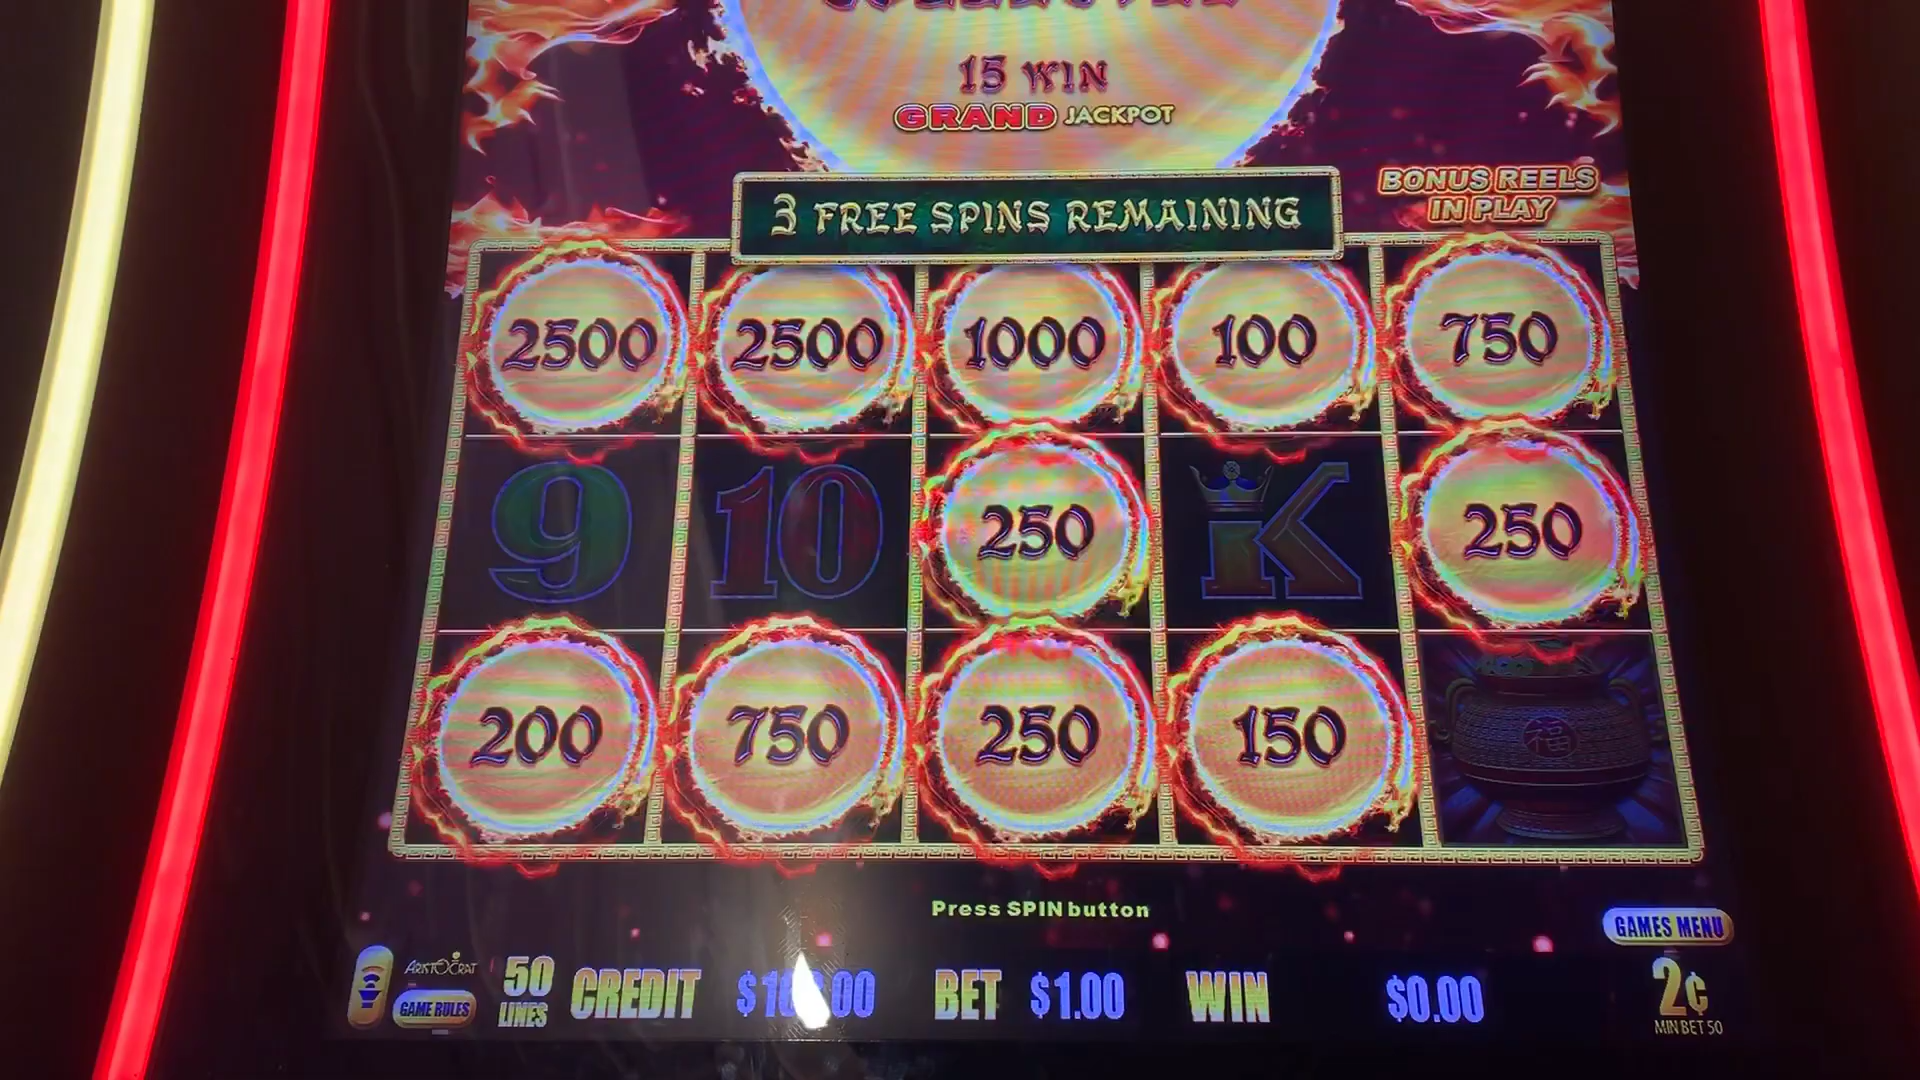 15 WIN
GRAND JACKPOT
3 FREE SPINS REMAINING
BONUS REELS
IN PLAY
2500 2500 1000 100 750
9 10 250 K 250
200 750 250 150
福
Press SPIN button
GAMES MENU
ARISTOCRAT
GAME RULES
50
LINES
CREDIT
BET $1.00
WIN $0.00
2¢
MIN BET 50